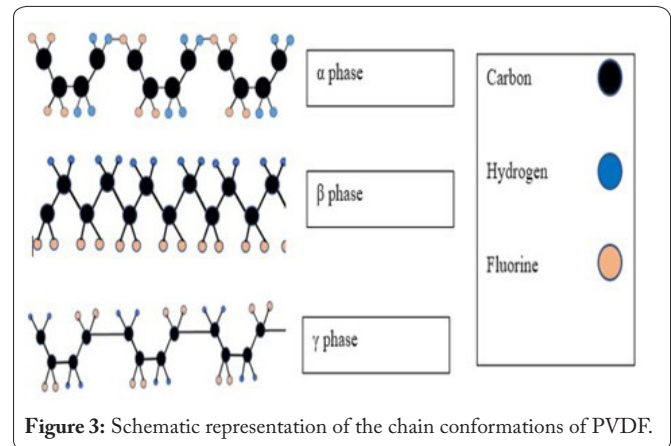 α phase
β phase
γ phase
Carbon
Hydrogen
Fluorine
Figure 3: Schematic representation of the chain conformations of PVDF.